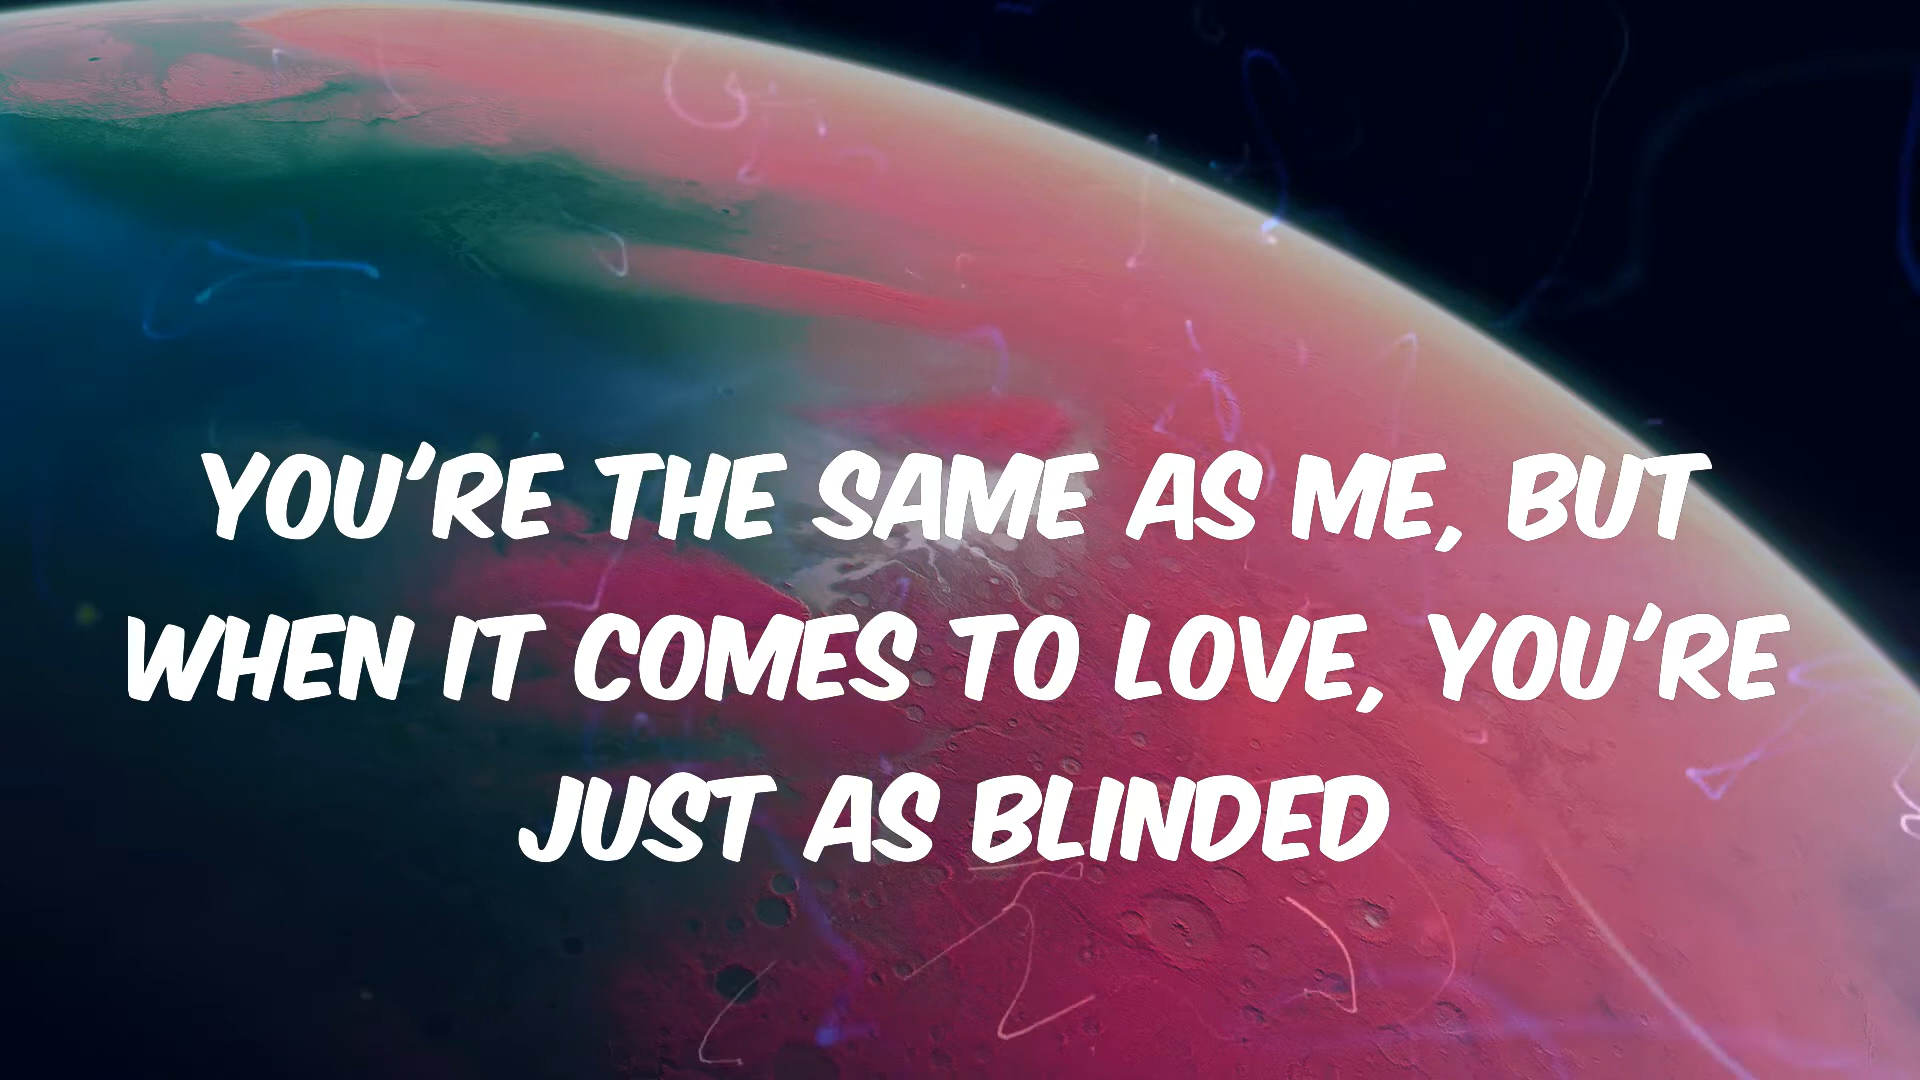 YOU'RE THE SAME AS ME, BUT
WHEN IT COMES TO LOVE, YOU'RE
JUST AS BLINDED